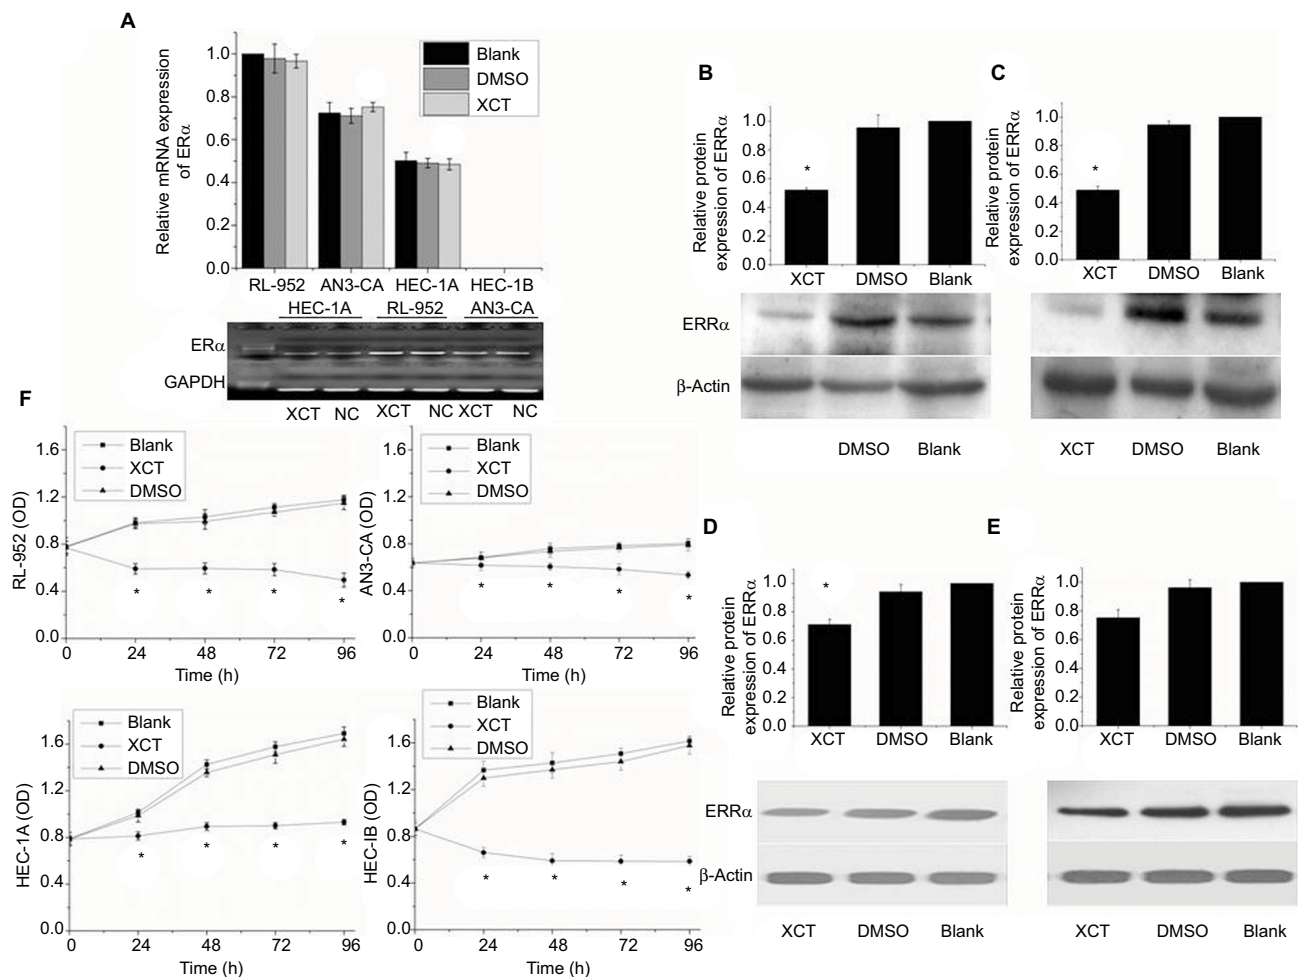 A
Relative mRNA expression
of ERα
1.0
0.8
0.6
0.4
0.2
0.0
Blank
DMSO
XCT
RL-952 AN3-CA HEC-1A HEC-1B
HEC-1A RL-952 AN3-CA
ERα
GAPDH
XCT NC XCT NC XCT NC
B
Relative protein
expression of ERRα
1.0
0.8
0.6
0.4
0.2
0.0
*
XCT DMSO Blank
ERRα
β-Actin
DMSO Blank
C
Relative protein
expression of ERRα
1.0
0.8
0.6
0.4
0.2
0.0
*
XCT DMSO Blank
XCT DMSO Blank
D
Relative protein
expression of ERRα
1.0
0.8
0.6
0.4
0.2
0.0
*
XCT DMSO Blank
ERRα
β-Actin
XCT DMSO Blank
E
Relative protein
expression of ERRα
1.0
0.8
0.6
0.4
0.2
0.0
XCT DMSO Blank
XCT DMSO Blank
F
RL-952 (OD)
1.6
1.2
0.8
0.4
0.0
Blank
XCT
DMSO
* * * *
0 24 48 72 96
Time (h)
AN3-CA (OD)
1.6
1.2
0.8
0.4
0.0
Blank
XCT
DMSO
* * * *
0 24 48 72 96
Time (h)
HEC-1A (OD)
1.6
1.2
0.8
0.4
0.0
Blank
XCT
DMSO
* * * *
0 24 48 72 96
Time (h)
HEC-IB (OD)
1.6
1.2
0.8
0.4
0.0
Blank
XCT
DMSO
* * * *
0 24 48 72 96
Time (h)